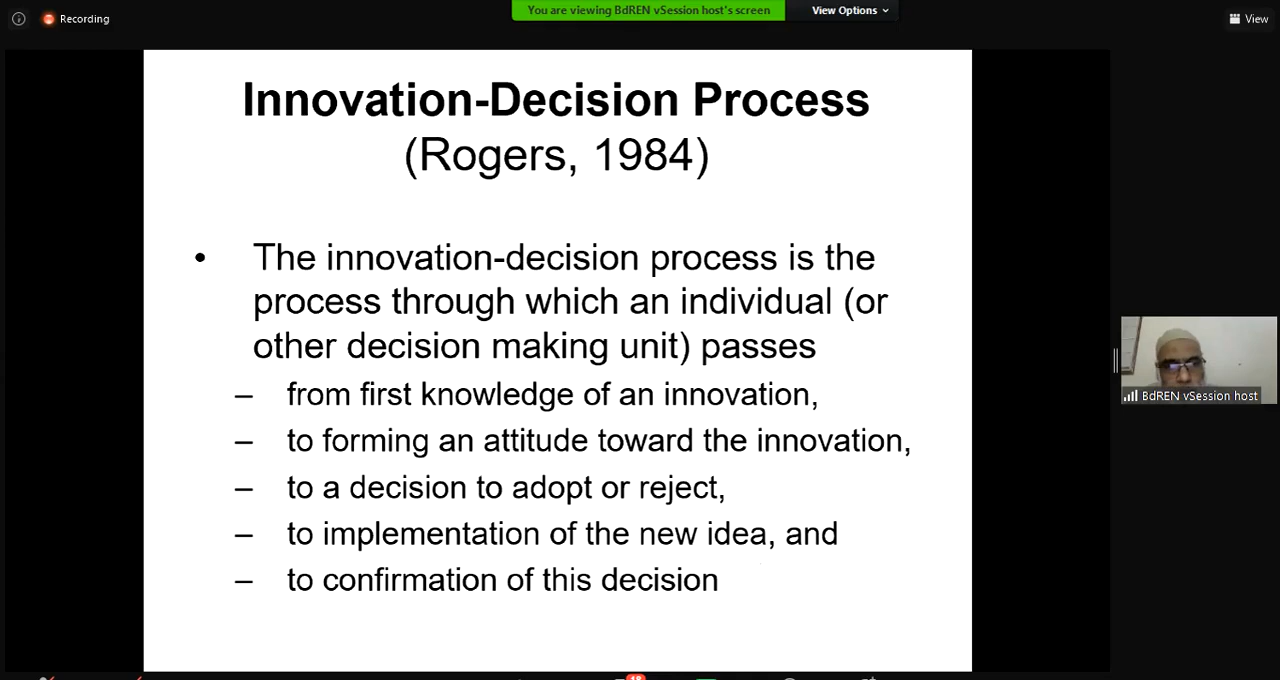 Recording
You are viewing BdREN vSession host's screen
View Options
View
Innovation-Decision Process
(Rogers, 1984)
• The innovation-decision process is the
process through which an individual (or
other decision making unit) passes
– from first knowledge of an innovation,
– to forming an attitude toward the innovation,
– to a decision to adopt or reject,
– to implementation of the new idea, and
– to confirmation of this decision
BdREN vSession host
18